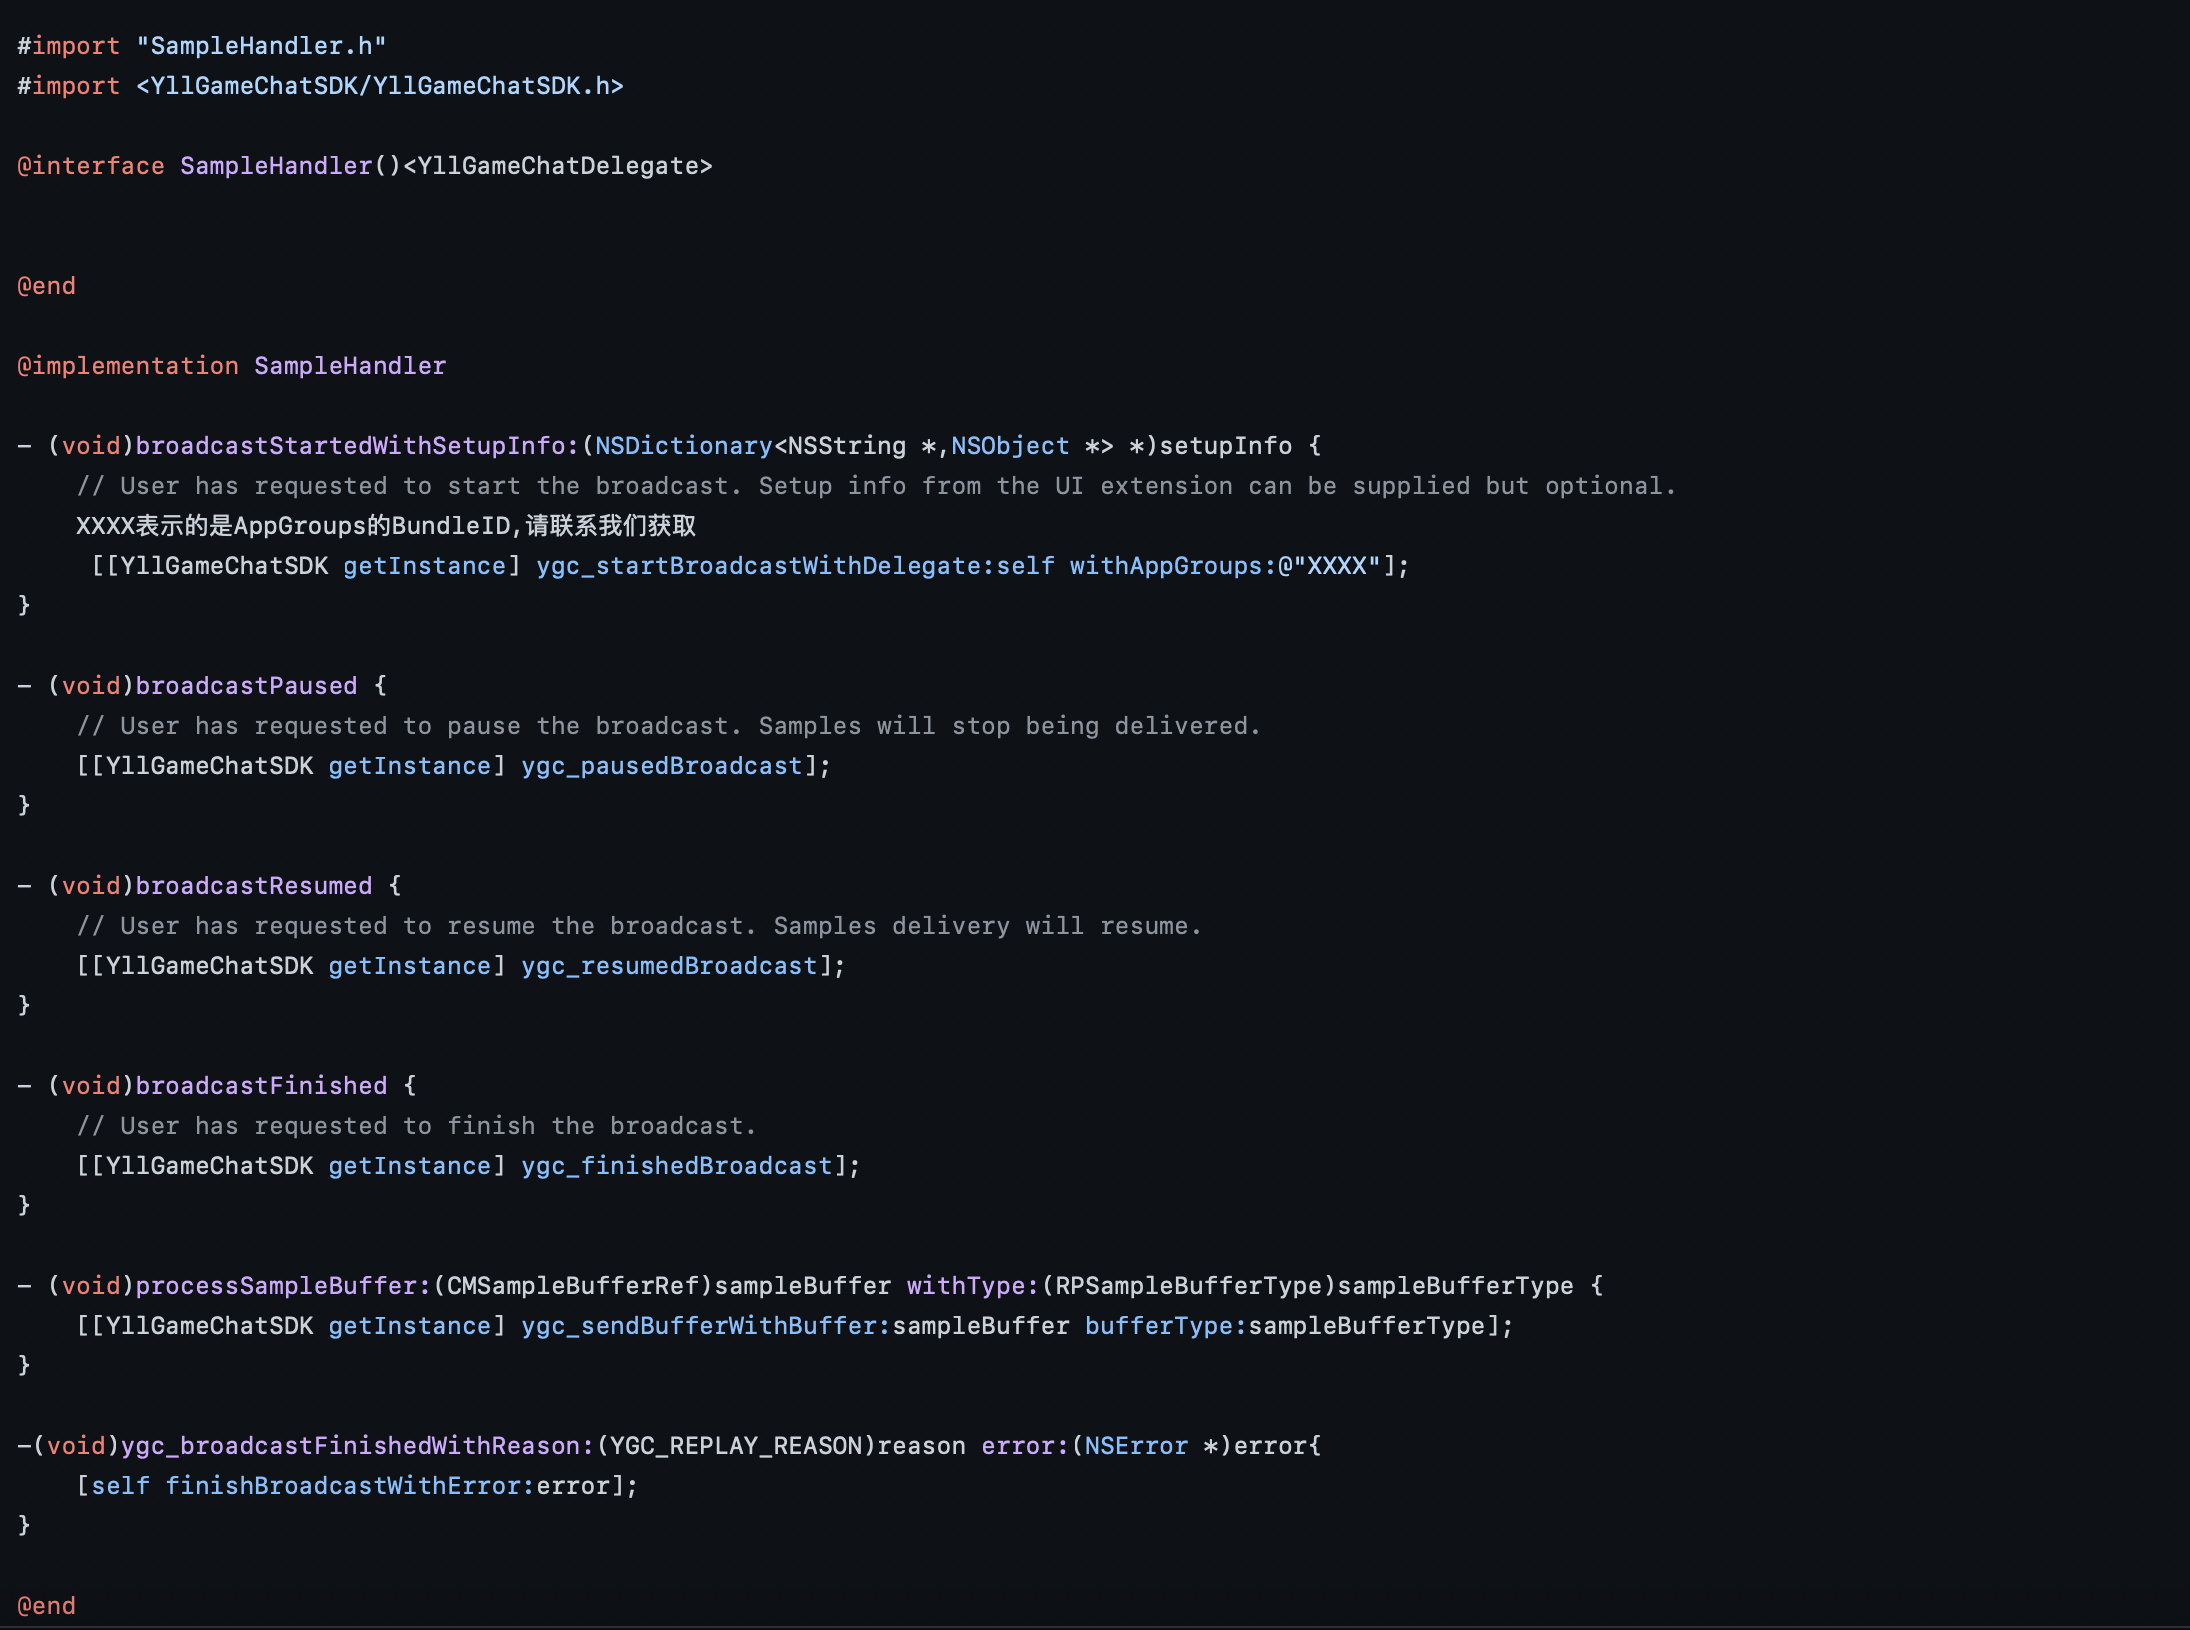 #import "SampleHandler.h"
#import <YllGameChatSDK/YllGameChatSDK.h>
@interface SampleHandler()<YllGameChatDelegate>
@end
@implementation SampleHandler
- (void)broadcastStartedWithSetupInfo:(NSDictionary<NSString *,NSObject *> *)setupInfo {
    // User has requested to start the broadcast. Setup info from the UI extension can be supplied but optional.
    XXXX表示的是AppGroups的BundleID,请联系我们获取
     [[YllGameChatSDK getInstance] ygc_startBroadcastWithDelegate:self withAppGroups:@"XXXX"];
}
- (void)broadcastPaused {
    // User has requested to pause the broadcast. Samples will stop being delivered.
    [[YllGameChatSDK getInstance] ygc_pausedBroadcast];
}
- (void)broadcastResumed {
    // User has requested to resume the broadcast. Samples delivery will resume.
    [[YllGameChatSDK getInstance] ygc_resumedBroadcast];
}
- (void)broadcastFinished {
    // User has requested to finish the broadcast.
    [[YllGameChatSDK getInstance] ygc_finishedBroadcast];
}
- (void)processSampleBuffer:(CMSampleBufferRef)sampleBuffer withType:(RPSampleBufferType)sampleBufferType {
    [[YllGameChatSDK getInstance] ygc_sendBufferWithBuffer:sampleBuffer bufferType:sampleBufferType];
}
-(void)ygc_broadcastFinishedWithReason:(YGC_REPLAY_REASON)reason error:(NSError *)error{
    [self finishBroadcastWithError:error];
}
@end